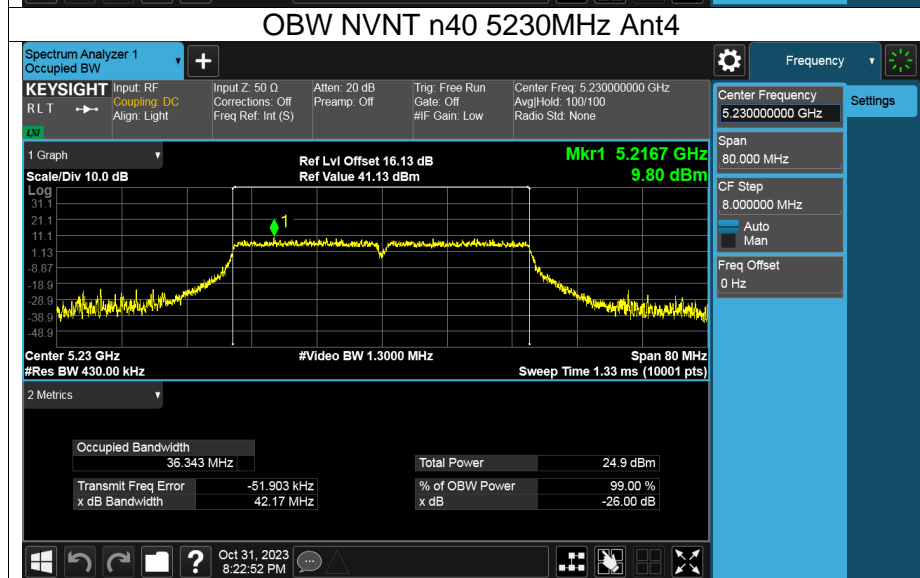 OBW NVNT n40 5230MHz Ant4
Spectrum Analyzer 1
Occupied BW
+
Frequency
KEYSIGHT
R L T
LXI
Input: RF
Coupling: DC
Align: Light
Input Z: 50 Ω
Corrections: Off
Freq Ref: Int (S)
Atten: 20 dB
Preamp: Off
Trig: Free Run
Gate: Off
#IF Gain: Low
Center Freq: 5.230000000 GHz
Avg|Hold: 100/100
Radio Std: None
Center Frequency
5.230000000 GHz
Settings
Span
80.000 MHz
CF Step
8.000000 MHz
Auto
Man
Freq Offset
0 Hz
1 Graph
Scale/Div 10.0 dB
Ref Lvl Offset 16.13 dB
Ref Value 41.13 dBm
Mkr1 5.2167 GHz
9.80 dBm
Log
31.1
21.1
11.1
1.13
-8.87
-18.9
-28.9
-38.9
-48.9
1
Center 5.23 GHz
#Res BW 430.00 kHz
#Video BW 1.3000 MHz
Span 80 MHz
Sweep Time 1.33 ms (10001 pts)
2 Metrics
Occupied Bandwidth
36.343 MHz
Total Power 24.9 dBm
Transmit Freq Error -51.903 kHz
% of OBW Power 99.00 %
x dB Bandwidth 42.17 MHz
x dB -26.00 dB
?
Oct 31, 2023
8:22:52 PM